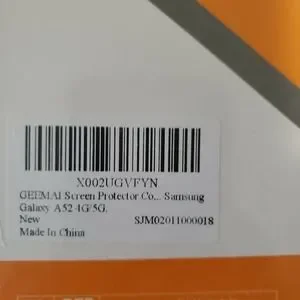 X002UGVFYN
GEEMAI Screen Protector Co... Samsung
Galaxy A52 4G/5G,
New SJM02011000018
Made In China